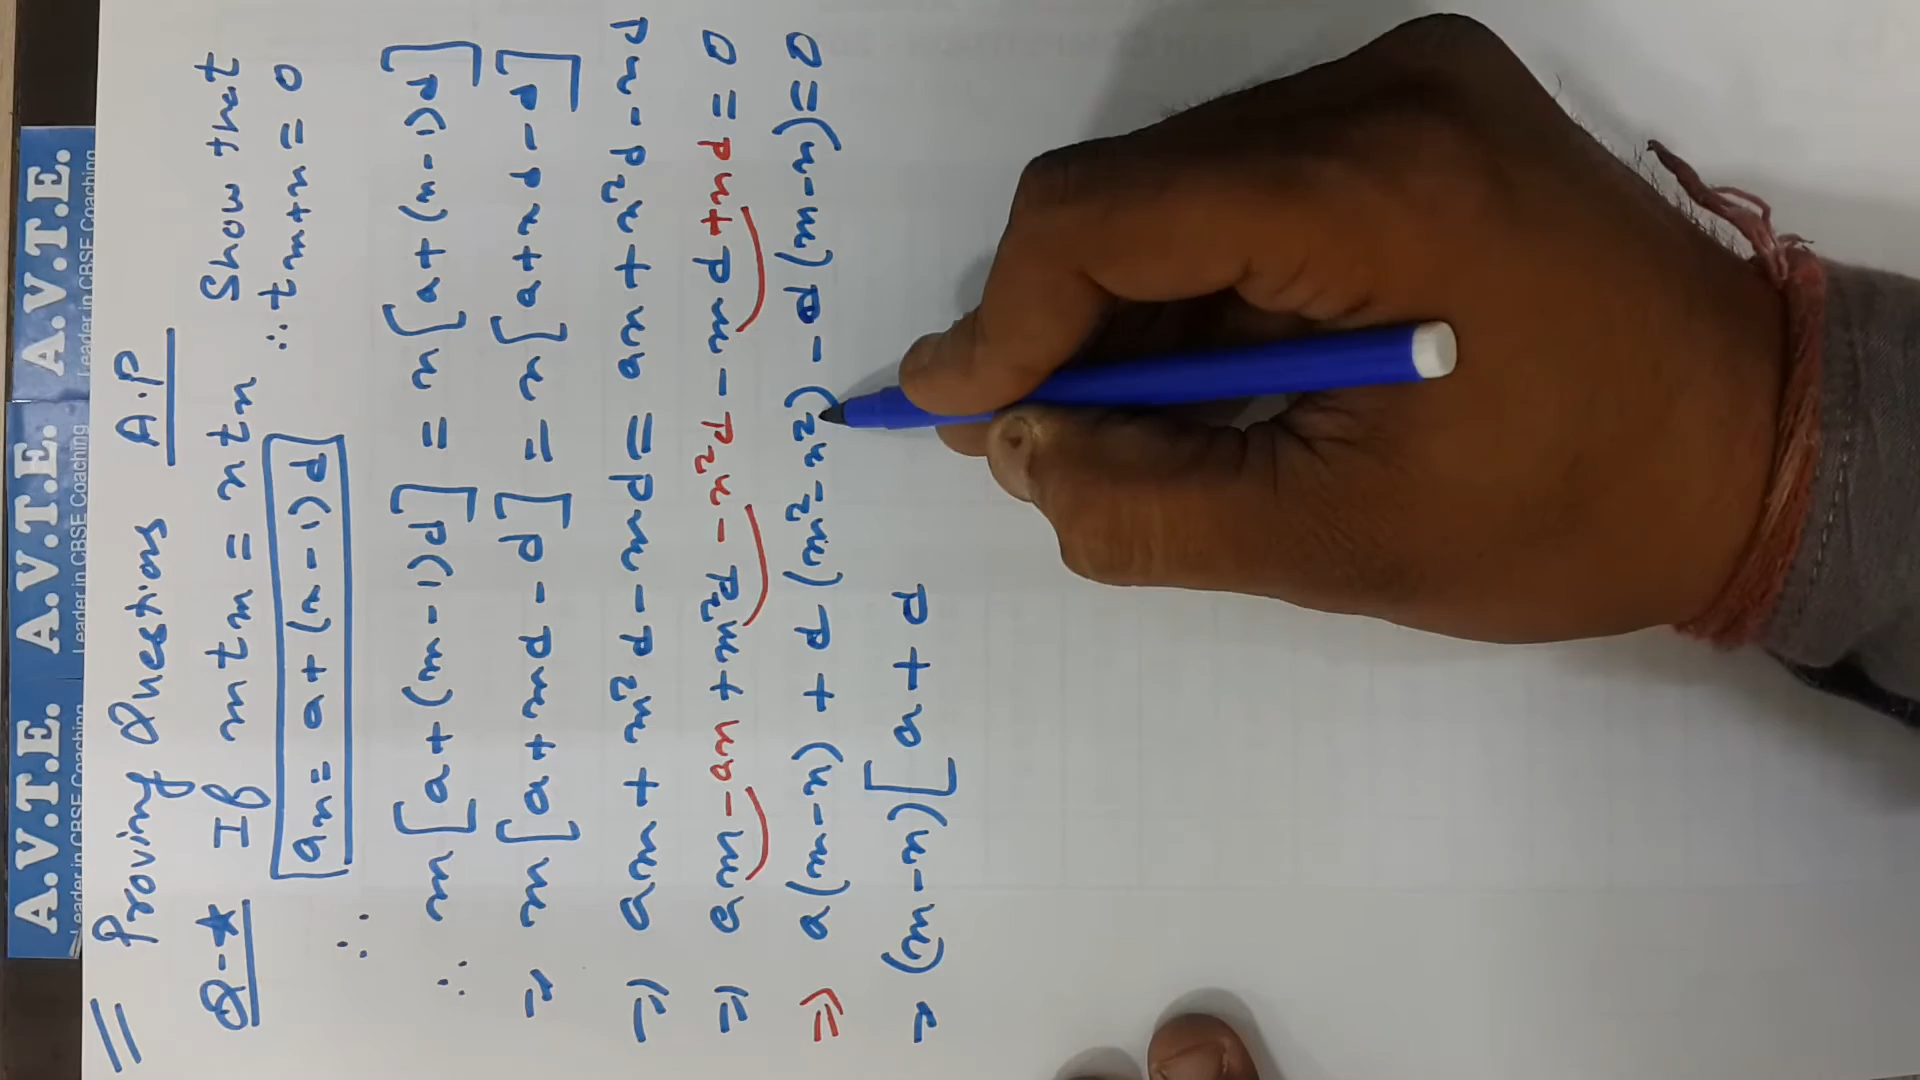 A.V.T.E. A.V.T.E. A.V.T.E.
Leader in CBSE Coaching Leader in CBSE Coaching Leader in CBSE Coaching
Proving Questions A.P
Q-* If mtm = ntn Show that
an = a + (n-1)d ∴ tm+n = 0
∴
∴ m[a+(m-1)d] = n[a+(n-1)d]
⇒ m[a+md-d] = n[a+nd-d]
⇒ am + m²d - md = an + n²d - nd
⇒ am - an + m²d - n²d - md + nd = 0
⇒ a(m-n) + d(m²-n²) - d(m-n) = 0
⇒ (m-n)[a+d